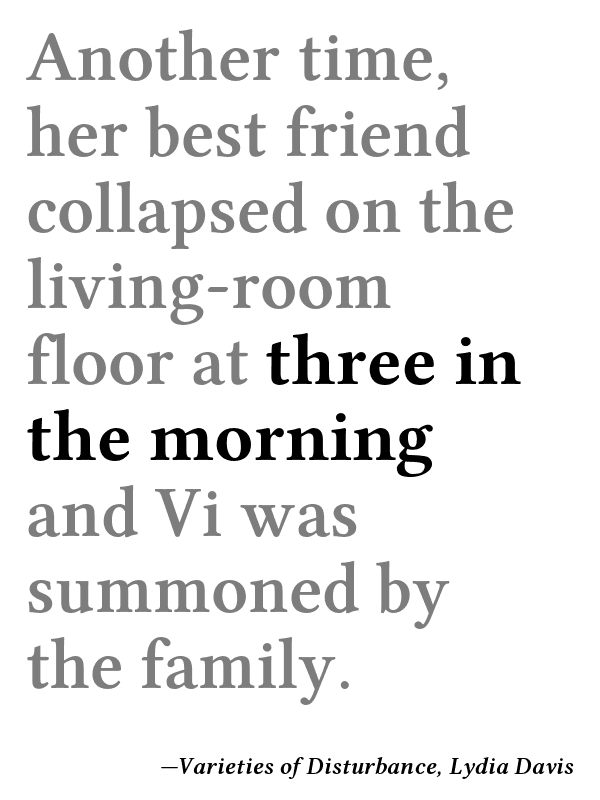 Another time,
her best friend
collapsed on the
living-room
floor at three in
the morning
and Vi was
summoned by
the family.
—Varieties of Disturbance, Lydia Davis